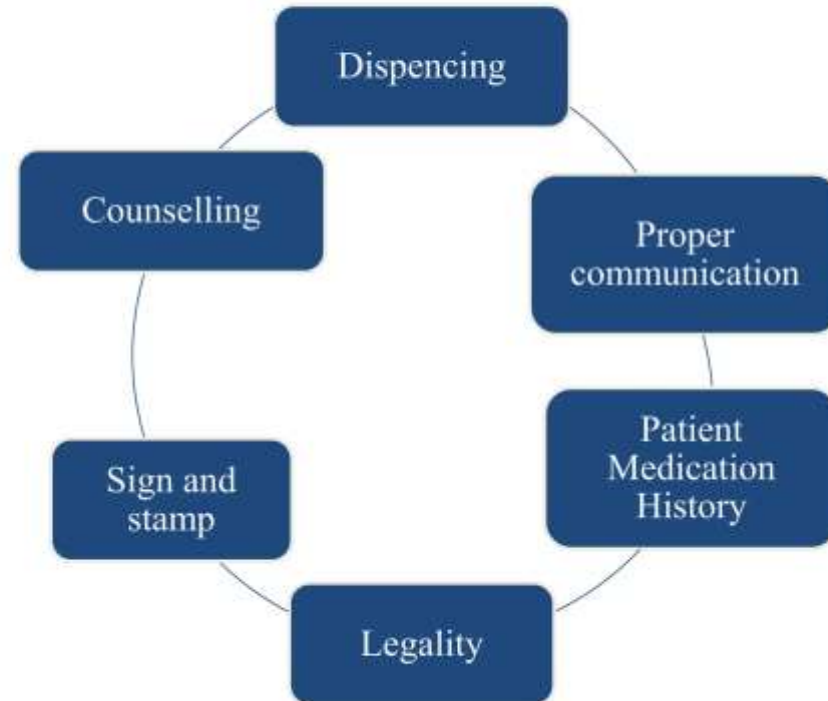 Dispencing
Counselling
Proper
communication
Patient
Medication
History
Sign and
stamp
Legality